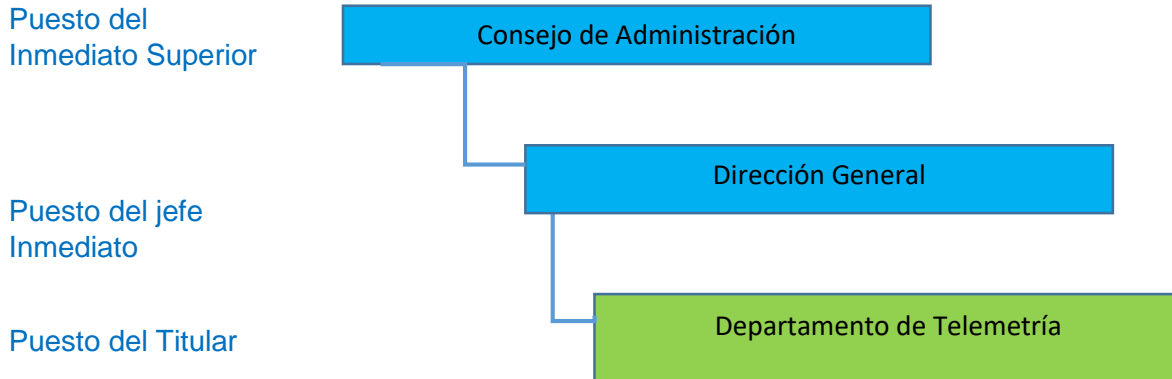 Puesto del
Inmediato Superior
Consejo de Administración
Dirección General
Puesto del jefe
Inmediato
Departamento de Telemetría
Puesto del Titular